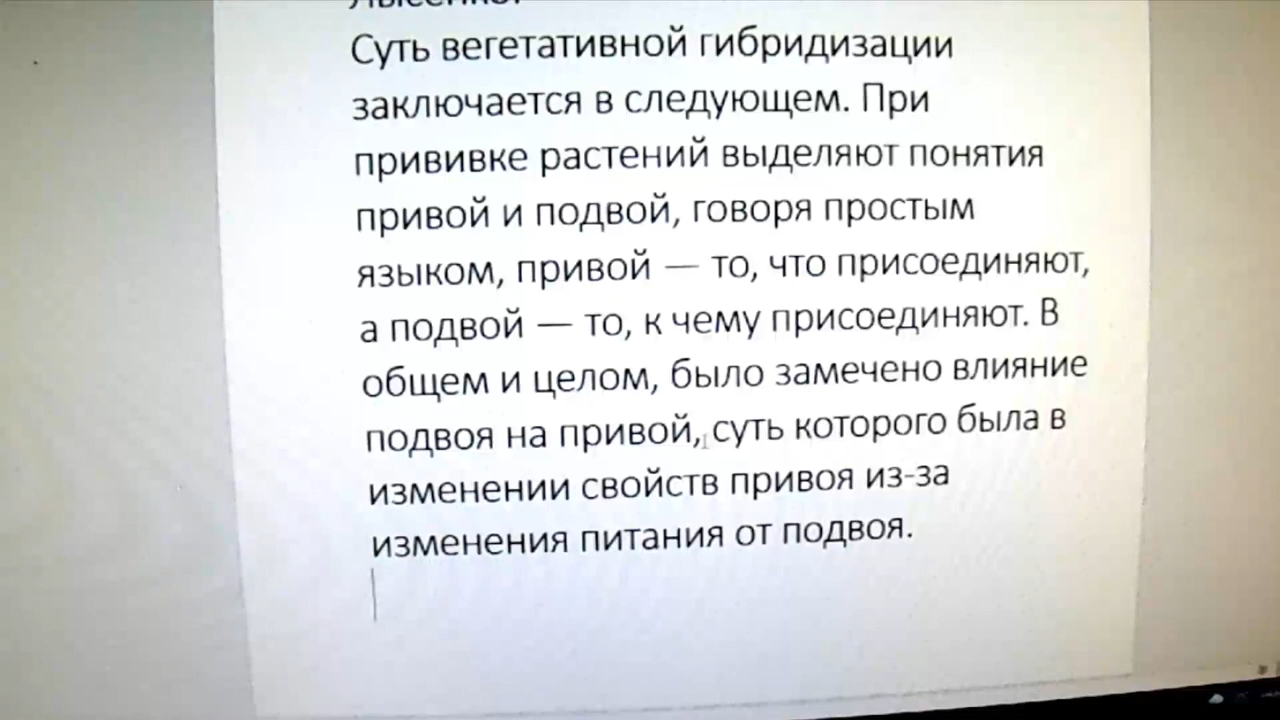 Суть вегетативной гибридизации
заключается в следующем. При
прививке растений выделяют понятия
привой и подвой, говоря простым
языком, привой — то, что присоединяют,
а подвой — то, к чему присоединяют. В
общем и целом, было замечено влияние
подвоя на привой, суть которого была в
изменении свойств привоя из-за
изменения питания от подвоя.